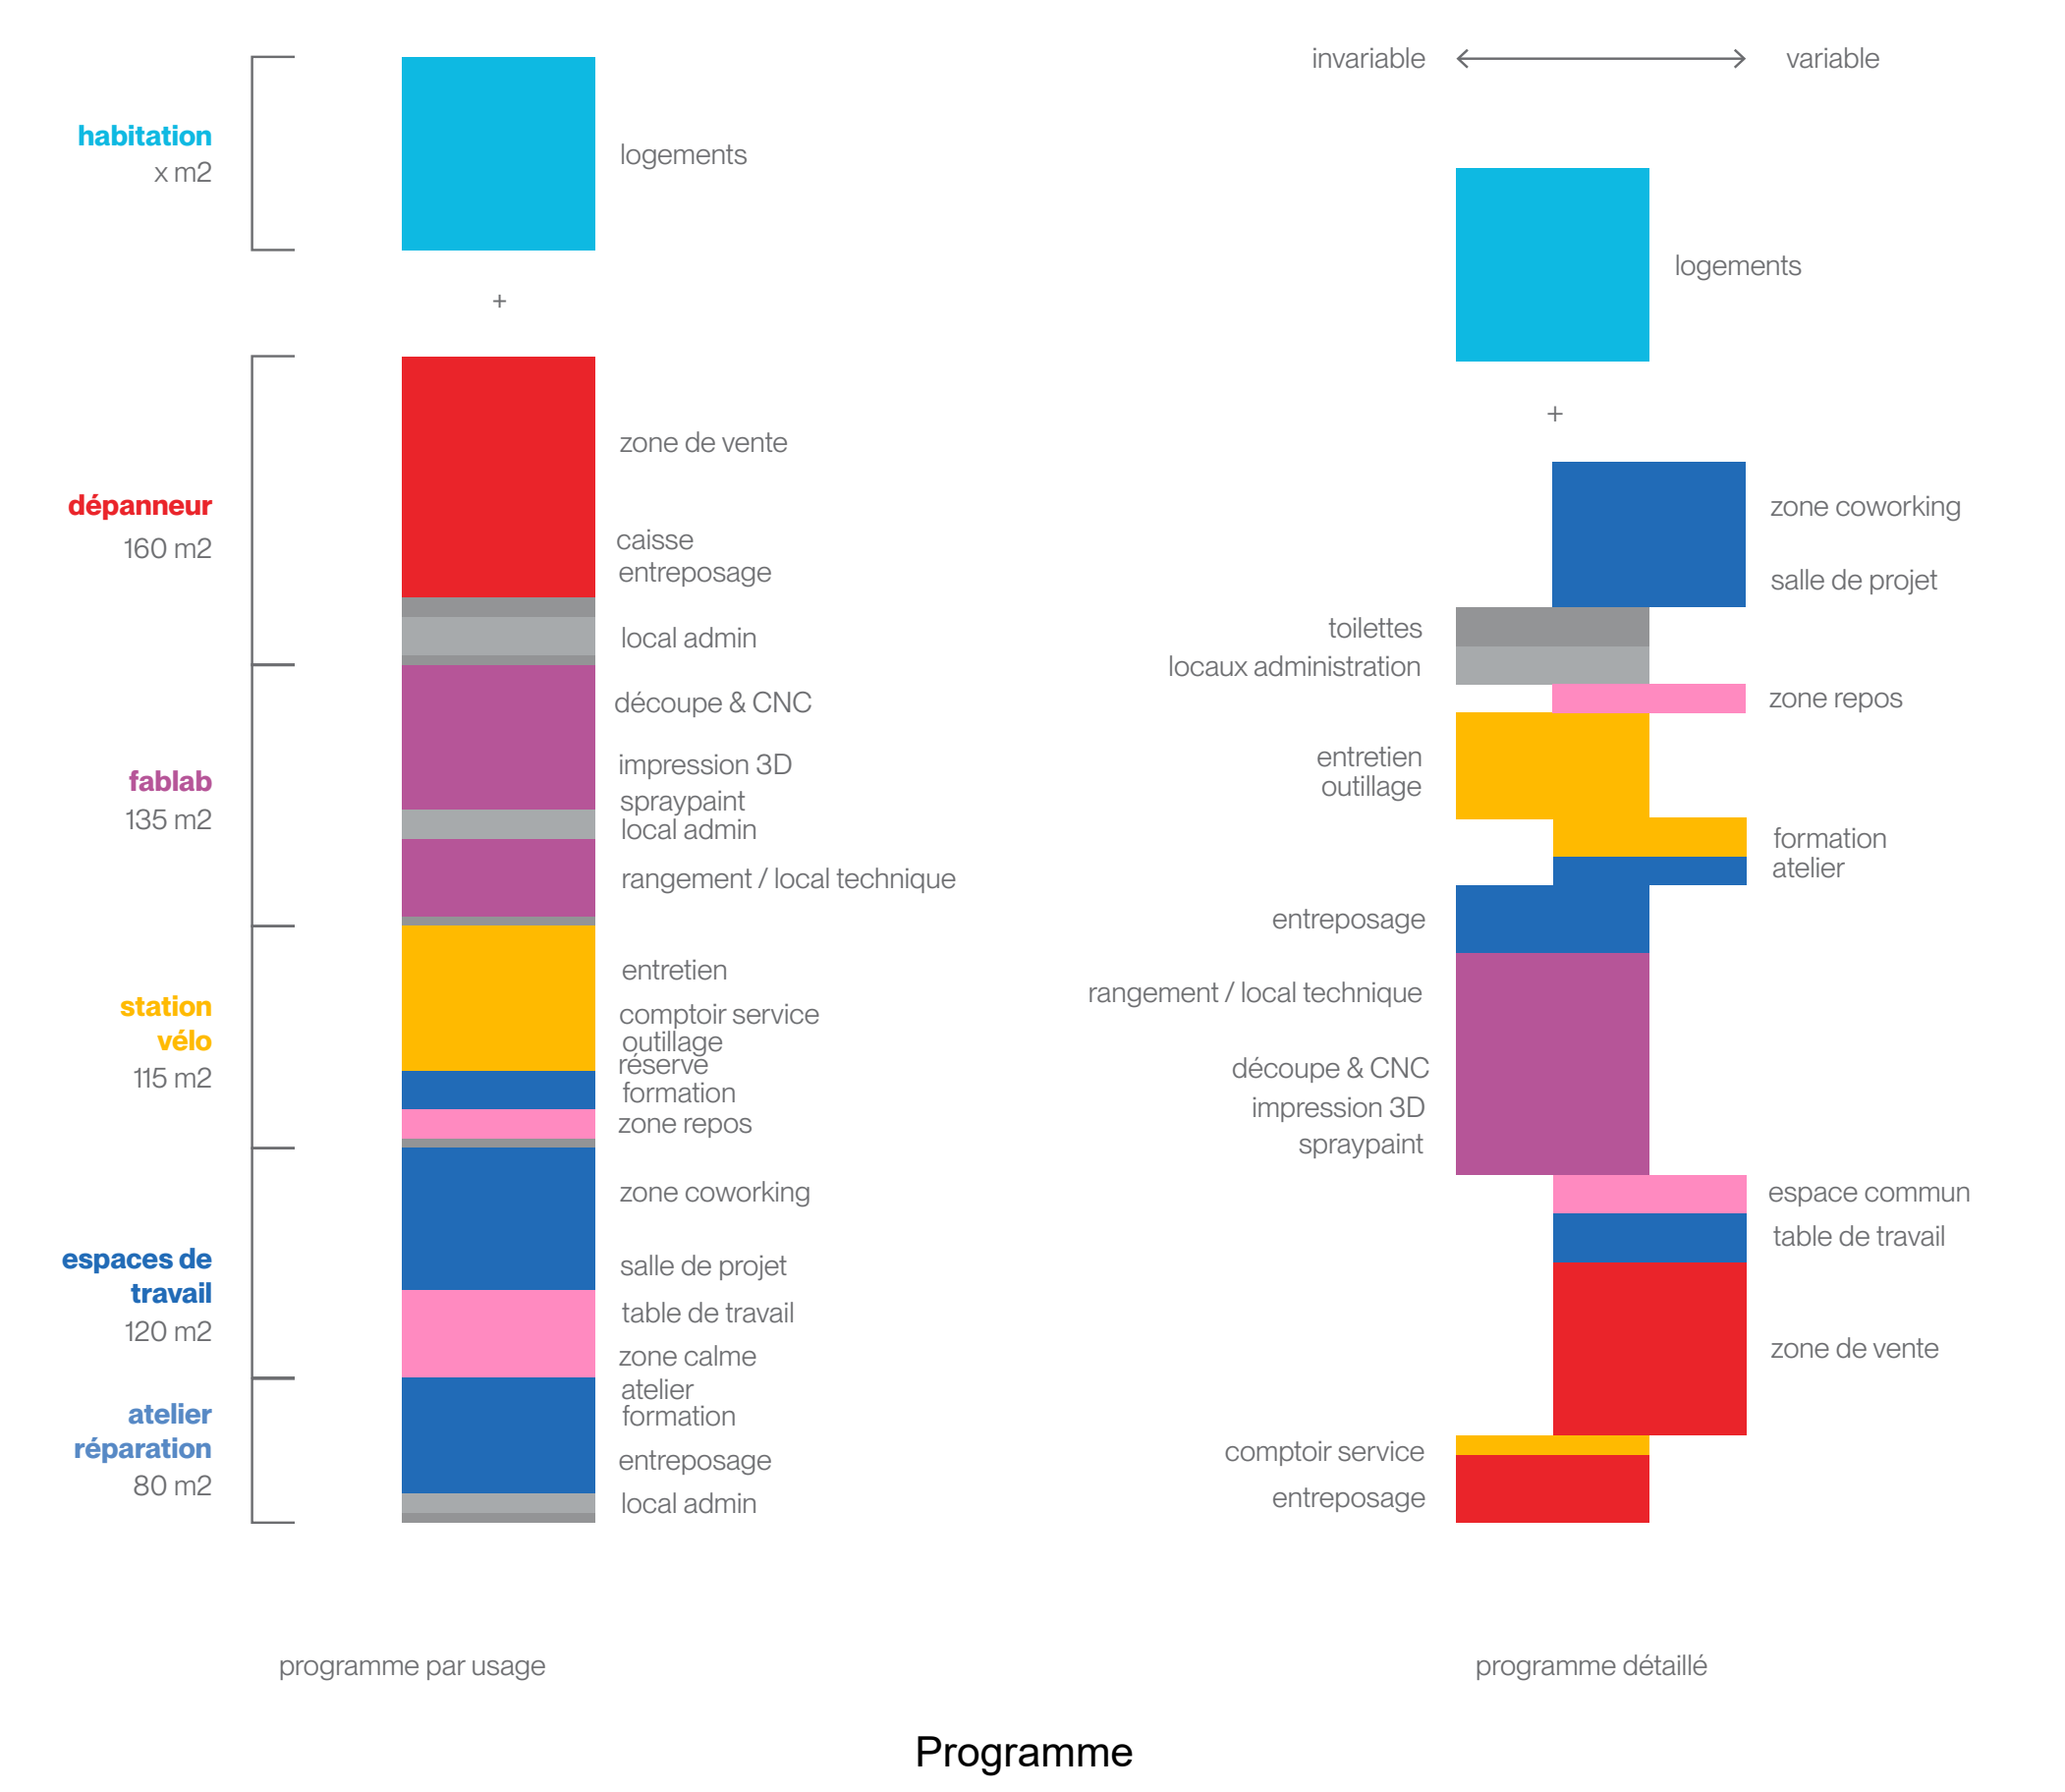 habitation
x m2
logements
+
dépanneur
160 m2
zone de vente
caisse
entreposage
local admin
fablab
135 m2
découpe & CNC
impression 3D
spraypaint
local admin
rangement / local technique
station
vélo
115 m2
entretien
comptoir service
outillage
réserve
formation
zone repos
espaces de
travail
120 m2
zone coworking
salle de projet
table de travail
zone calme
atelier
réparation
80 m2
atelier
formation
entreposage
local admin
programme par usage
invariable
variable
logements
+
zone coworking
salle de projet
toilettes
locaux administration
zone repos
entretien
outillage
formation
atelier
entreposage
rangement / local technique
découpe & CNC
impression 3D
spraypaint
espace commun
table de travail
zone de vente
comptoir service
entreposage
programme détaillé
Programme